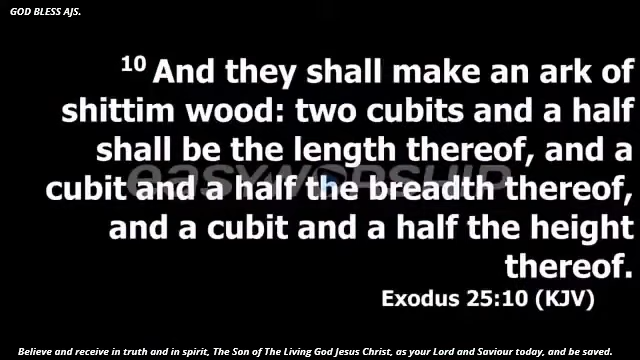 GOD BLESS AJS.
10 And they shall make an ark of
shittim wood: two cubits and a half
shall be the length thereof, and a
cubit and a half the breadth thereof,
and a cubit and a half the height
thereof.
Exodus 25:10 (KJV)
easyworship
Believe and receive in truth and in spirit, The Son of The Living God Jesus Christ, as your Lord and Saviour today, and be saved.